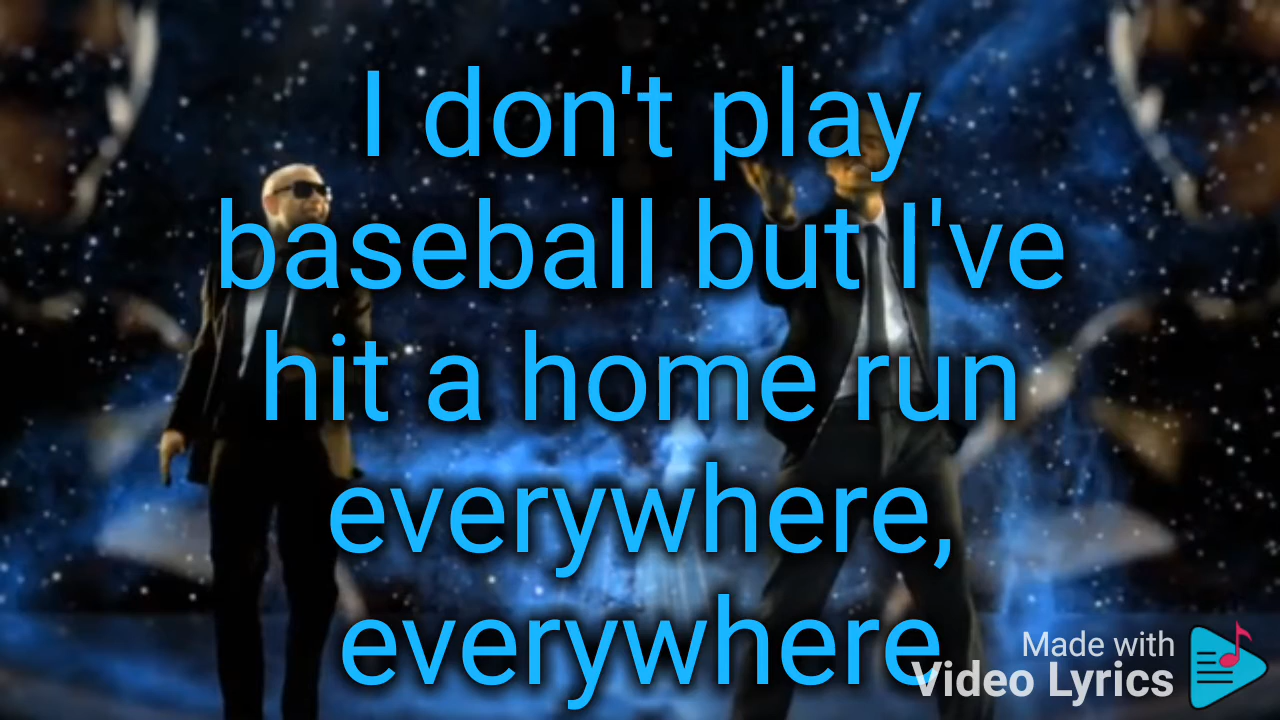 I don't play
baseball but I've
hit a home run
everywhere,
everywhere
Made with
Video Lyrics